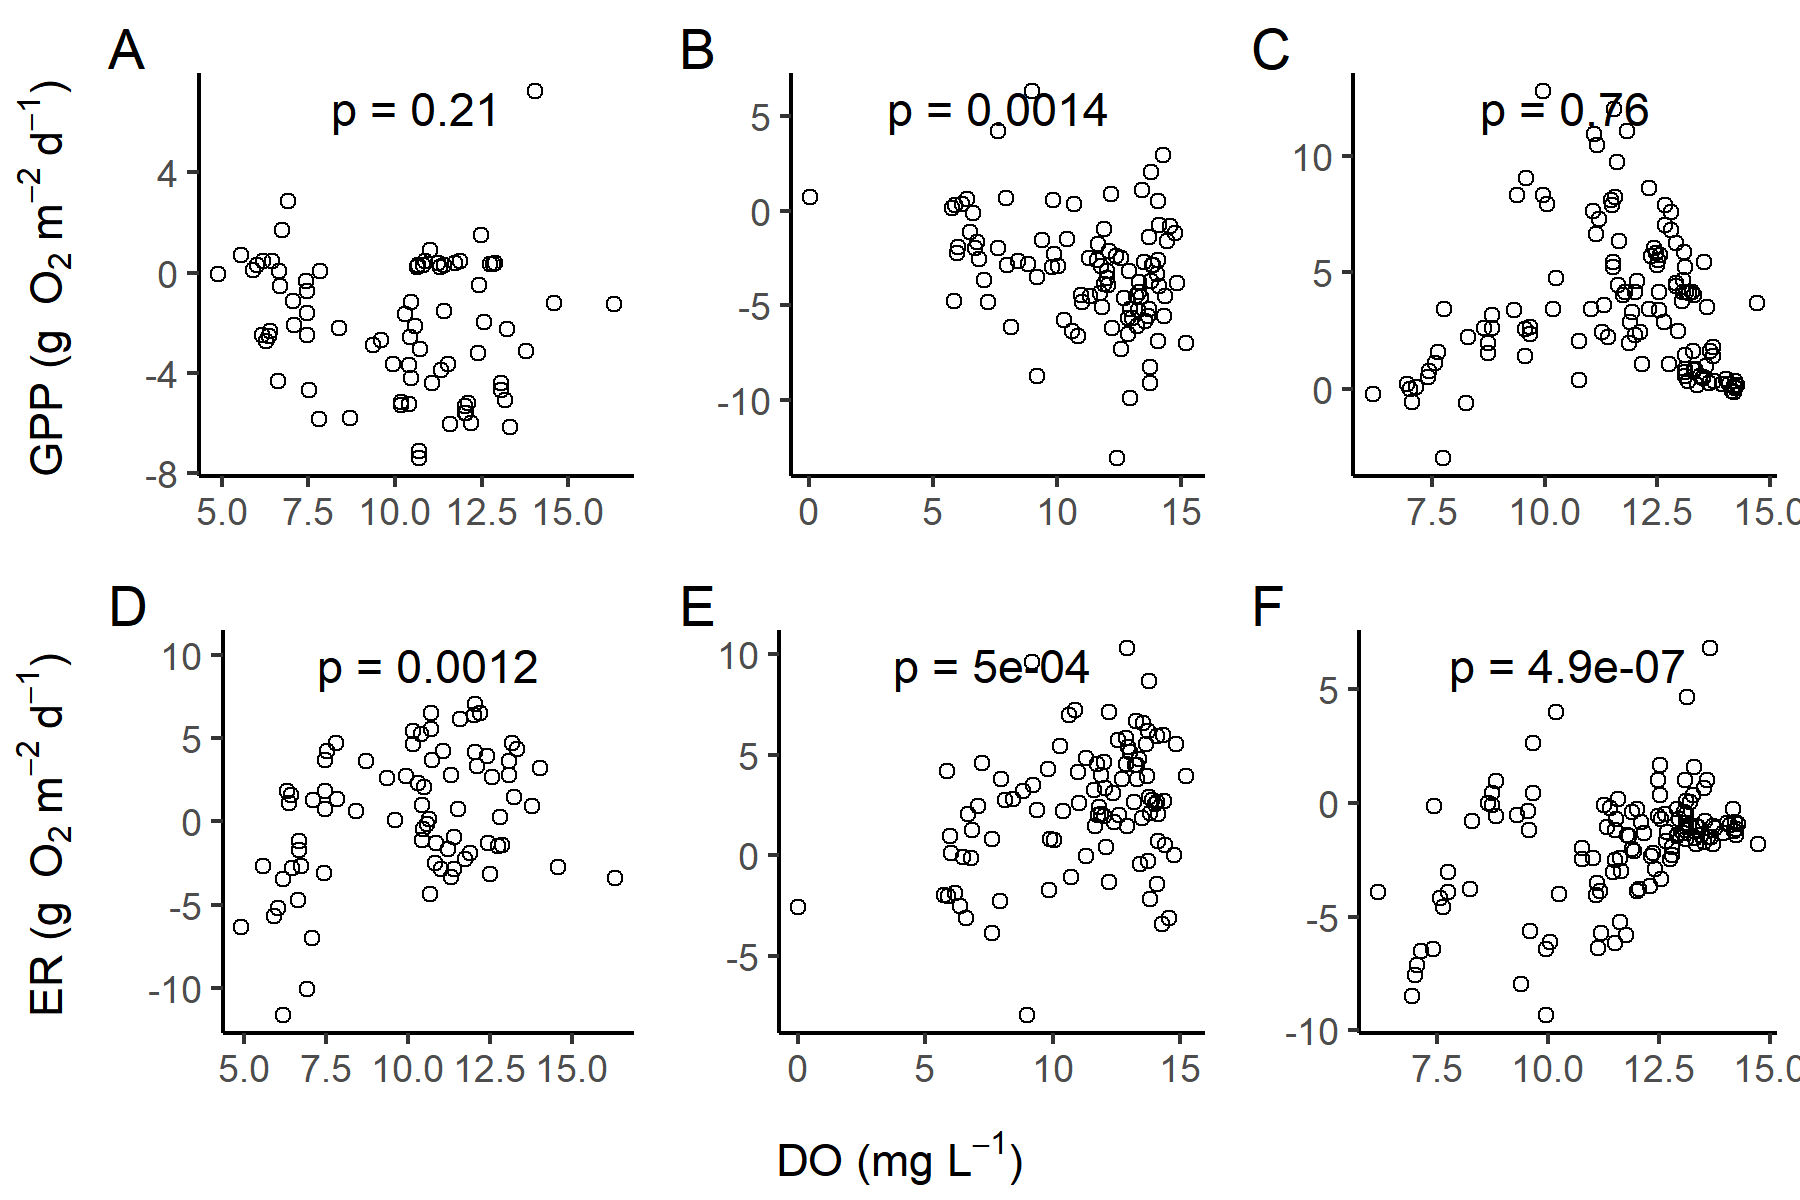 A
B
C
GPP (g O₂ m⁻² d⁻¹)
p = 0.21
p = 0.0014
p = 0.76
4
0
-4
-8
5
0
-5
-10
10
5
0
5.0 7.5 10.0 12.5 15.0
0 5 10 15
7.5 10.0 12.5 15.0
D
E
F
ER (g O₂ m⁻² d⁻¹)
p = 0.0012
p = 5e-04
p = 4.9e-07
10
5
0
-5
-10
10
5
0
-5
5
0
-5
-10
5.0 7.5 10.0 12.5 15.0
0 5 10 15
7.5 10.0 12.5 15.0
DO (mg L⁻¹)